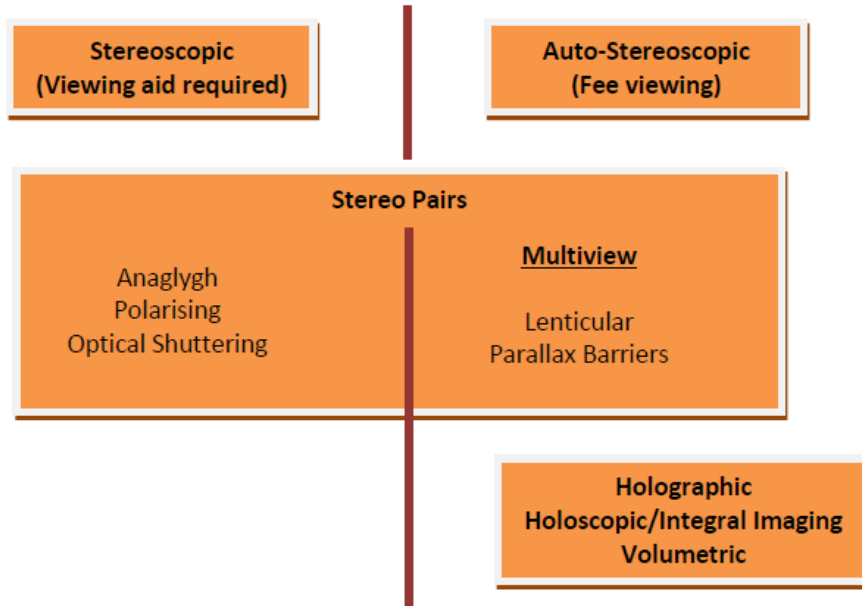 Stereoscopic
(Viewing aid required)
Auto-Stereoscopic
(Fee viewing)
Stereo Pairs
Anaglygh
Polarising
Optical Shuttering
Multiview
Lenticular
Parallax Barriers
Holographic
Holoscopic/Integral Imaging
Volumetric